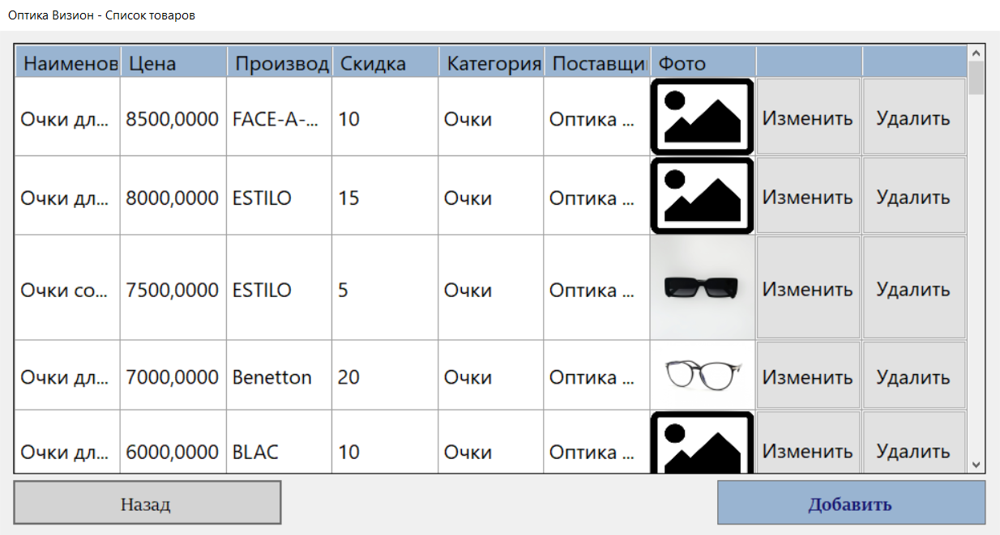 Оптика Визион - Список товаров
Наименов Цена Производ Скидка Категория Поставщи Фото
Очки дл... 8500,0000 FACE-A-... 10 Очки Оптика ... Изменить Удалить
Очки дл... 8000,0000 ESTILO 15 Очки Оптика ... Изменить Удалить
Очки со... 7500,0000 ESTILO 5 Очки Оптика ... Изменить Удалить
Очки дл... 7000,0000 Benetton 20 Очки Оптика ... Изменить Удалить
Очки дл... 6000,0000 BLAC 10 Очки Оптика ... Изменить Удалить
Назад Добавить